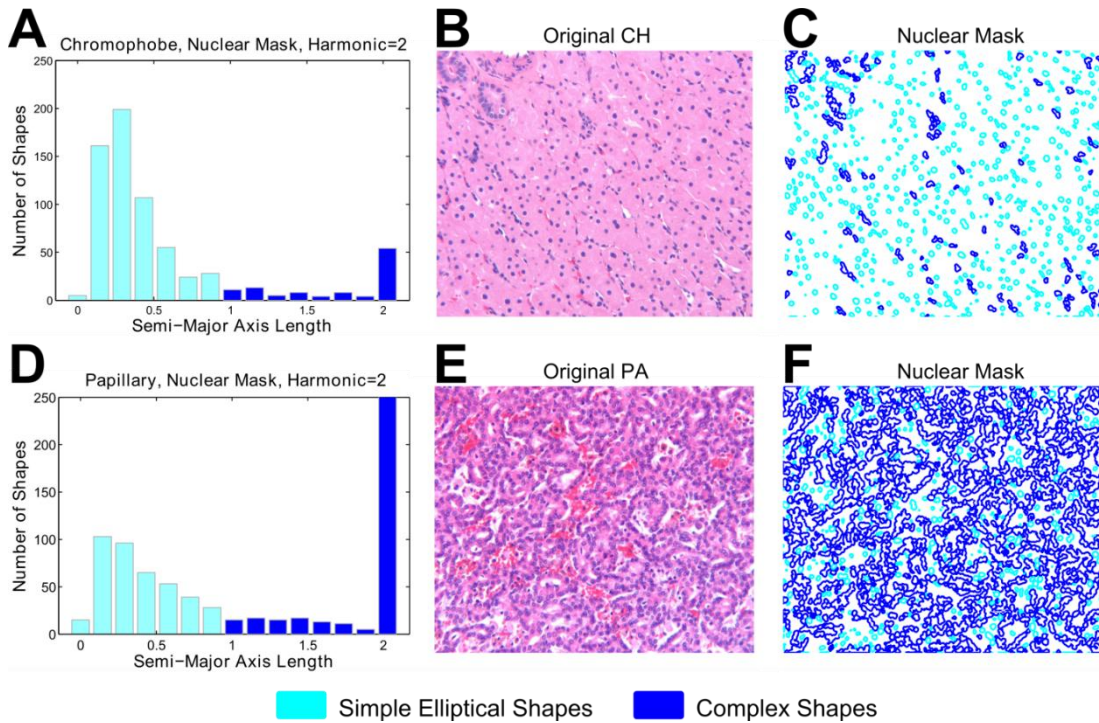 A
Chromophobe, Nuclear Mask, Harmonic=2
250
200
150
100
50
0
Number of Shapes
0 0.5 1 1.5 2
Semi−Major Axis Length
B
Original CH
C
Nuclear Mask
D
Papillary, Nuclear Mask, Harmonic=2
250
200
150
100
50
0
Number of Shapes
0 0.5 1 1.5 2
Semi−Major Axis Length
E
Original PA
F
Nuclear Mask
Simple Elliptical Shapes
Complex Shapes